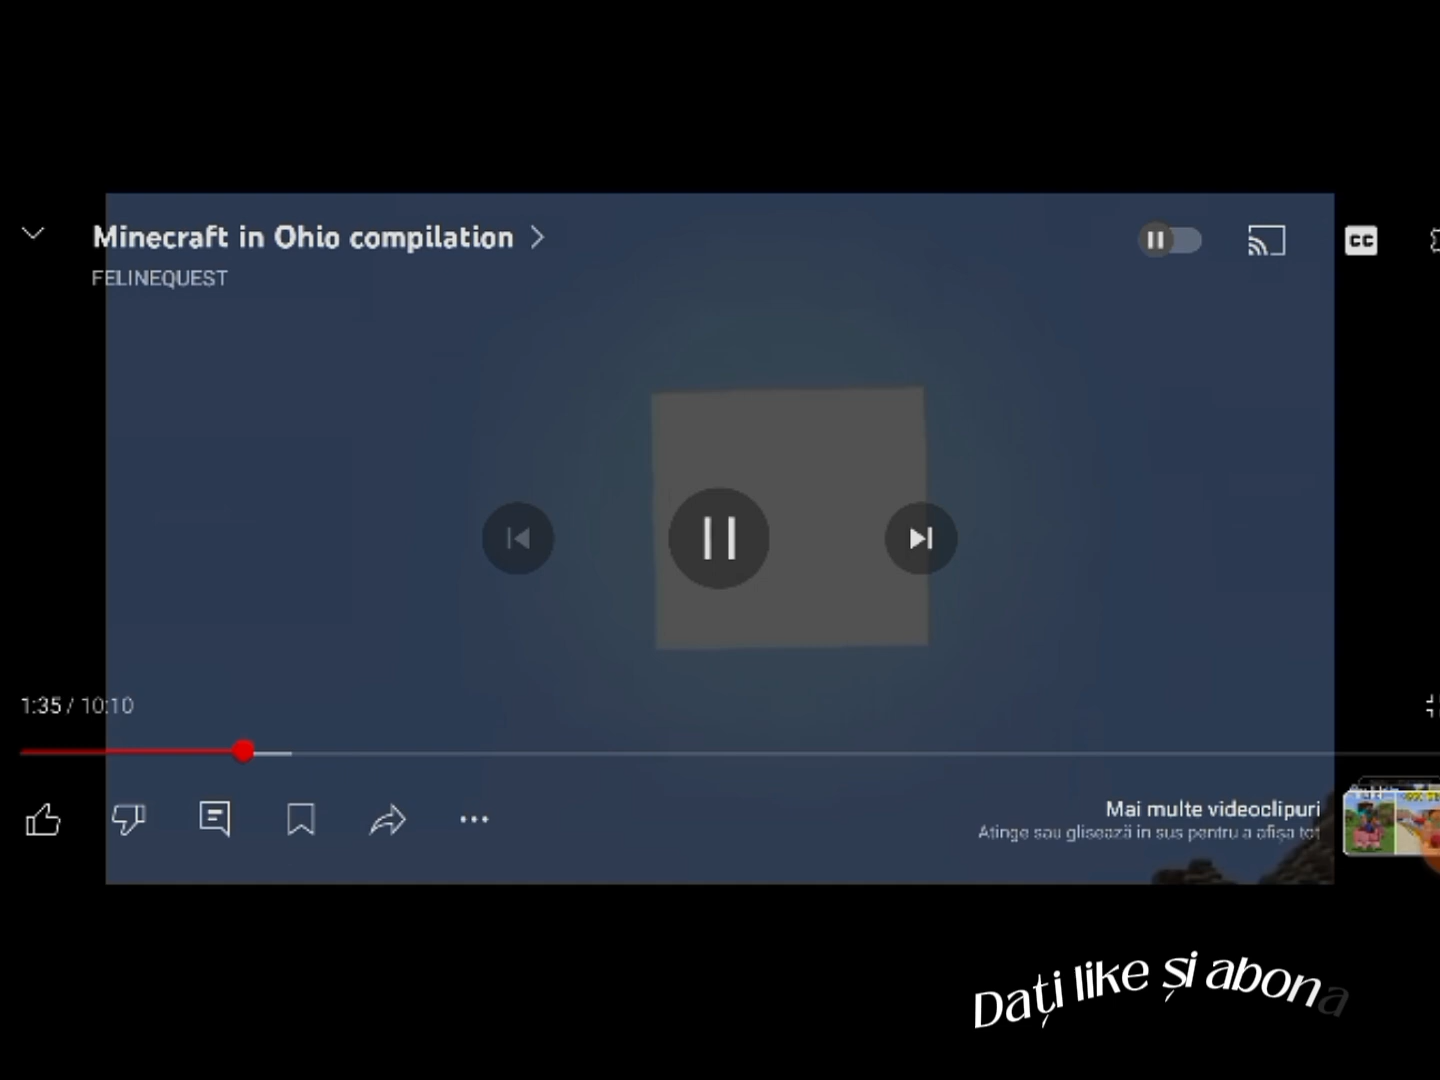 Minecraft in Ohio compilation
FELINEQUEST
CC
1:35 / 10:10
Mai multe videoclipuri
Atinge sau glisează în sus pentru a afișa tot
Dați like și abona